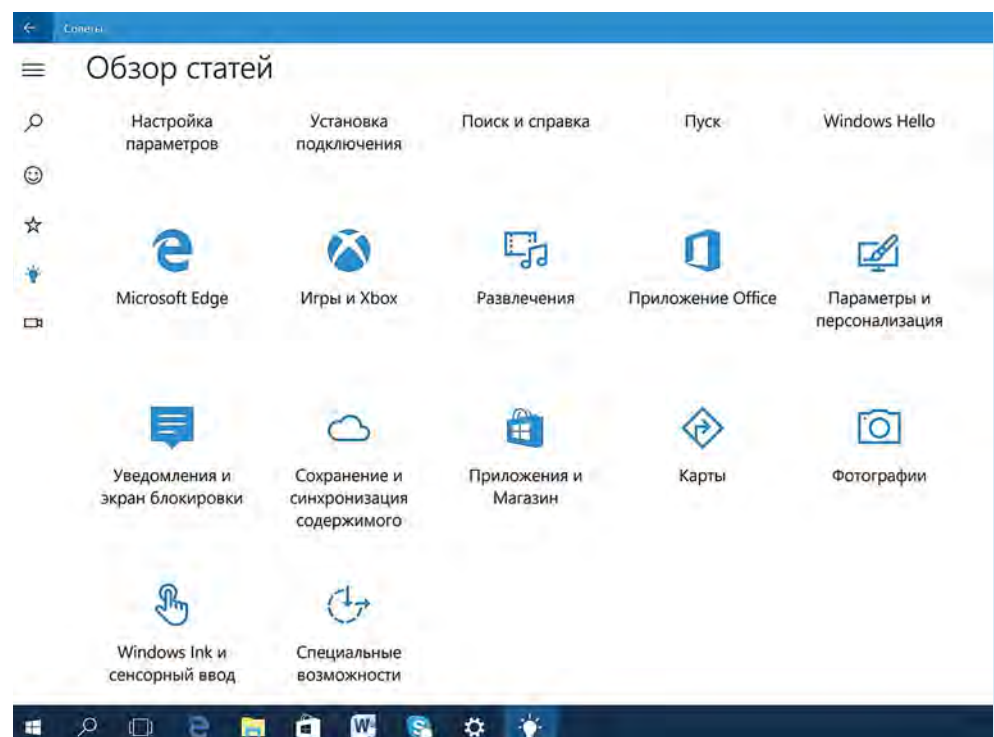 Советы
Обзор статей
Настройка
параметров
Установка
подключения
Поиск и справка
Пуск
Windows Hello
Microsoft Edge
Игры и Xbox
Развлечения
Приложение Office
Параметры и
персонализация
Уведомления и
экран блокировки
Сохранение и
синхронизация
содержимого
Приложения и
Магазин
Карты
Фотографии
Windows Ink и
сенсорный ввод
Специальные
возможности